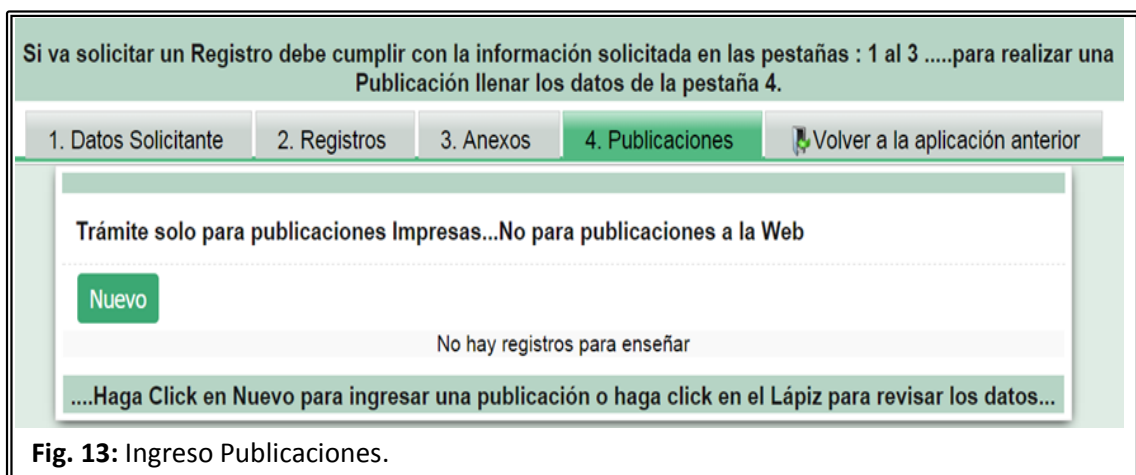 Si va solicitar un Registro debe cumplir con la información solicitada en las pestañas : 1 al 3 .....para realizar una
Publicación llenar los datos de la pestaña 4.
1. Datos Solicitante 2. Registros 3. Anexos 4. Publicaciones Volver a la aplicación anterior
Trámite solo para publicaciones Impresas...No para publicaciones a la Web
Nuevo
No hay registros para enseñar
....Haga Click en Nuevo para ingresar una publicación o haga click en el Lápiz para revisar los datos...
Fig. 13: Ingreso Publicaciones.